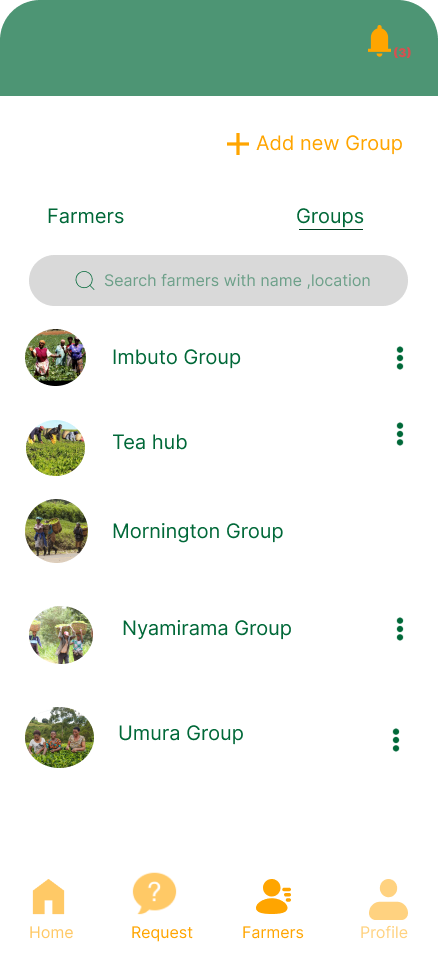 (3)
Add new Group
Farmers Groups
Search farmers with name ,location
Imbuto Group
Tea hub
Mornington Group
Nyamirama Group
Umura Group
?
Home Request Farmers Profile